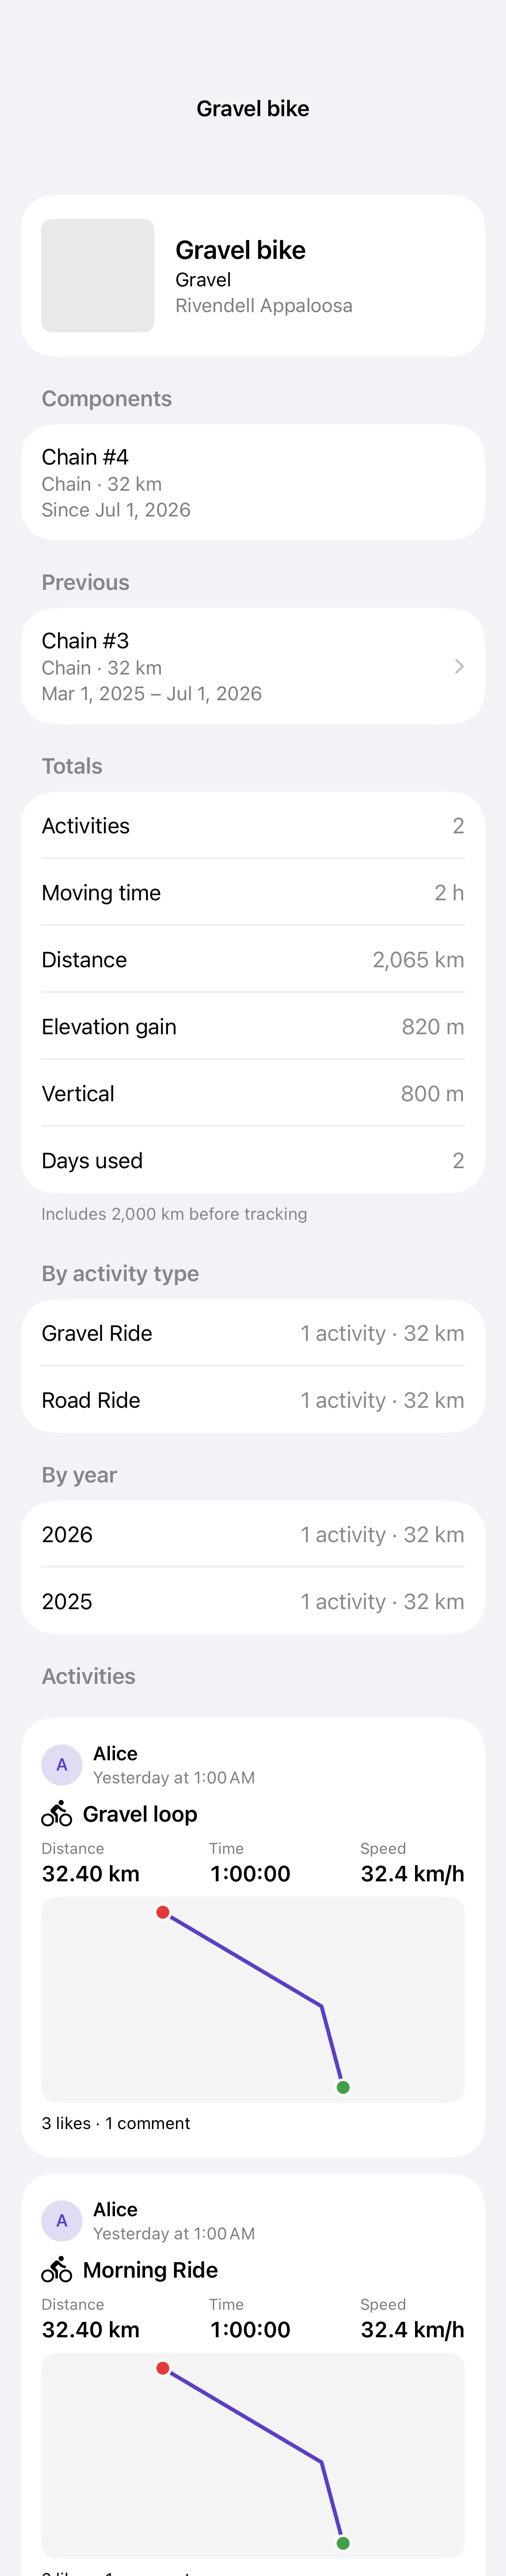 Gravel bike
Gravel bike
Gravel
Rivendell Appaloosa
Components
Chain #4
Chain · 32 km
Since Jul 1, 2026
Previous
Chain #3
Chain · 32 km
Mar 1, 2025 – Jul 1, 2026
Totals
Activities 2
Moving time 2 h
Distance 2,065 km
Elevation gain 820 m
Vertical 800 m
Days used 2
Includes 2,000 km before tracking
By activity type
Gravel Ride 1 activity · 32 km
Road Ride 1 activity · 32 km
By year
2026 1 activity · 32 km
2025 1 activity · 32 km
Activities
A Alice
Yesterday at 1:00 AM
Gravel loop
Distance Time Speed
32.40 km 1:00:00 32.4 km/h
3 likes · 1 comment
A Alice
Yesterday at 1:00 AM
Morning Ride
Distance Time Speed
32.40 km 1:00:00 32.4 km/h